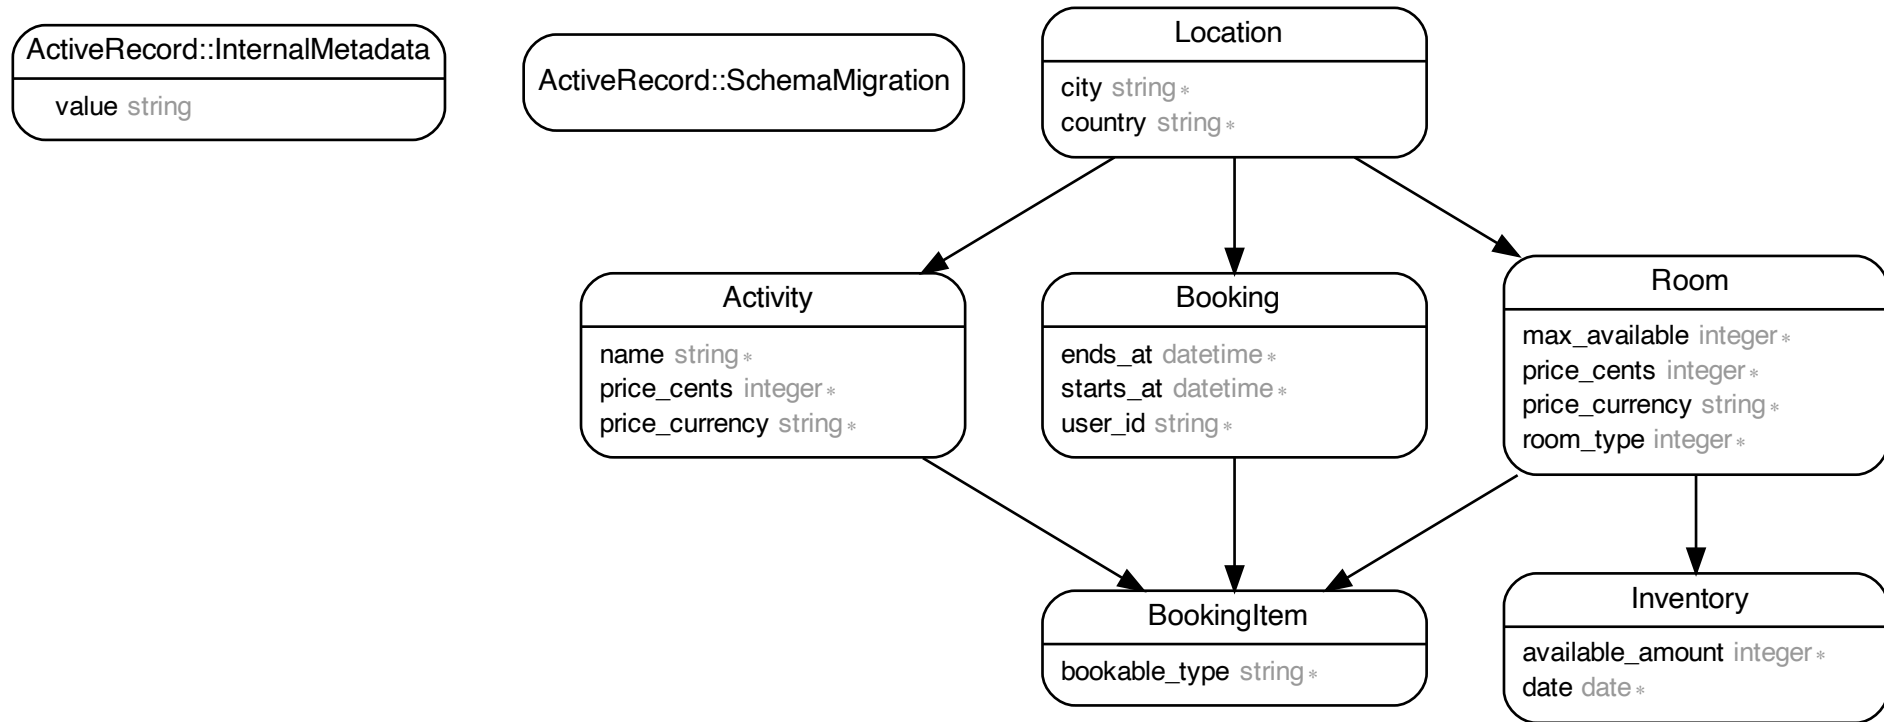 ActiveRecord::InternalMetadata
value string
ActiveRecord::SchemaMigration
Location
city string *
country string *
Activity
name string *
price_cents integer *
price_currency string *
Booking
ends_at datetime *
starts_at datetime *
user_id string *
Room
max_available integer *
price_cents integer *
price_currency string *
room_type integer *
BookingItem
bookable_type string *
Inventory
available_amount integer *
date date *